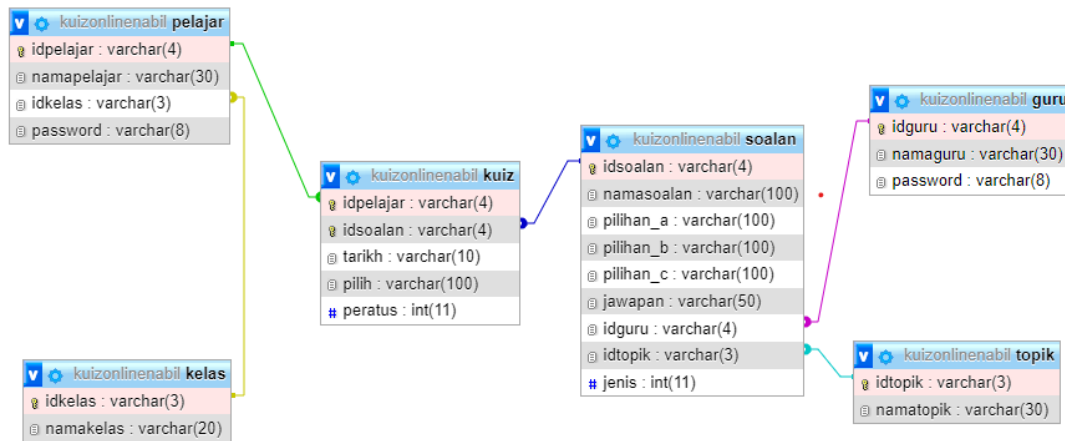 kuizonlinenabil pelajar
idpelajar : varchar(4)
namapelajar : varchar(30)
idkelas : varchar(3)
password : varchar(8)
kuizonlinenabil kelas
idkelas : varchar(3)
namakelas : varchar(20)
kuizonlinenabil kuiz
idpelajar : varchar(4)
idsoalan : varchar(4)
tarikh : varchar(10)
pilih : varchar(100)
# peratus : int(11)
kuizonlinenabil soalan
idsoalan : varchar(4)
namasoalan : varchar(100)
pilihan_a : varchar(100)
pilihan_b : varchar(100)
pilihan_c : varchar(100)
jawapan : varchar(50)
idguru : varchar(4)
idtopik : varchar(3)
# jenis : int(11)
kuizonlinenabil guru
idguru : varchar(4)
namaguru : varchar(30)
password : varchar(8)
kuizonlinenabil topik
idtopik : varchar(3)
namatopik : varchar(30)